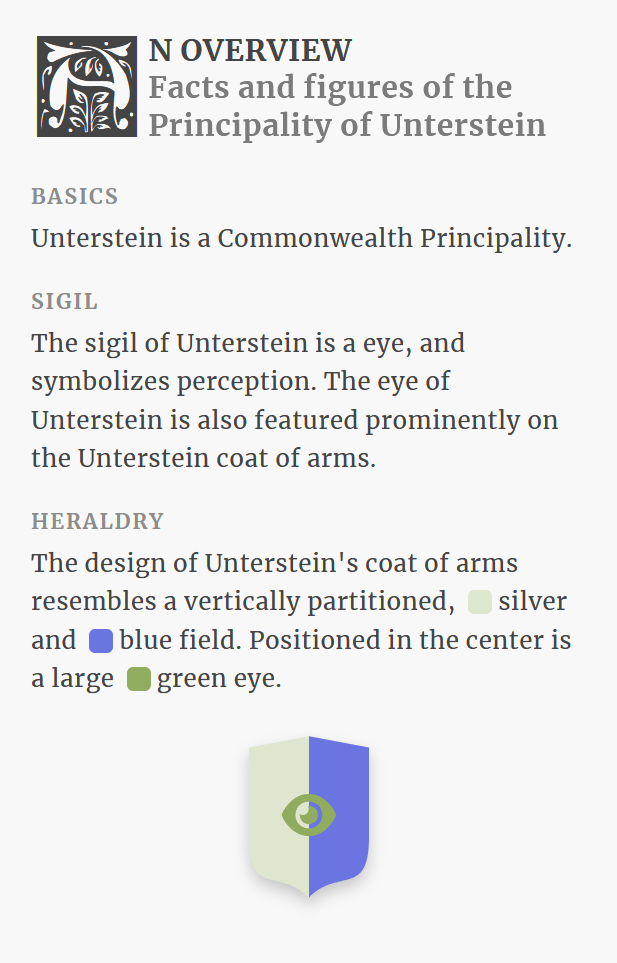 AN OVERVIEW
Facts and figures of the
Principality of Unterstein
BASICS
Unterstein is a Commonwealth Principality.
SIGIL
The sigil of Unterstein is a eye, and
symbolizes perception. The eye of
Unterstein is also featured prominently on
the Unterstein coat of arms.
HERALDRY
The design of Unterstein's coat of arms
resembles a vertically partitioned, silver
and blue field. Positioned in the center is
a large green eye.